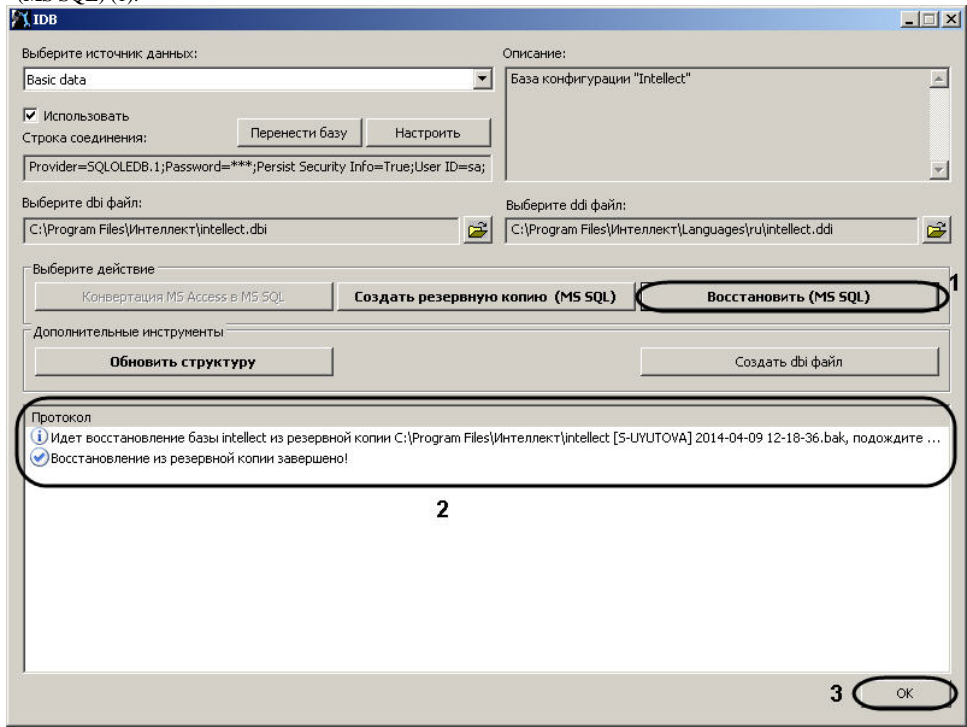 (MS SQL) (1).
IDB
Выберите источник данных:
Basic data
Использовать
Строка соединения:
Перенести базу
Настроить
Provider=SQLOLEDB.1;Password=***;Persist Security Info=True;User ID=sa;
Описание:
База конфигурации "Intellect"
Выберите dbi файл:
C:\Program Files\Интеллект\intellect.dbi
Выберите ddi файл:
C:\Program Files\Интеллект\Languages\ru\intellect.ddi
Выберите действие
1
Конвертация MS Access в MS SQL
Создать резервную копию (MS SQL)
Восстановить (MS SQL)
Дополнительные инструменты
Обновить структуру
Создать dbi файл
Протокол
Идет восстановление базы intellect из резервной копии C:\Program Files\Интеллект\intellect [S-UYUTOVA] 2014-04-09 12-18-36.bak, подождите ...
Восстановление из резервной копии завершено!
2
3
OK